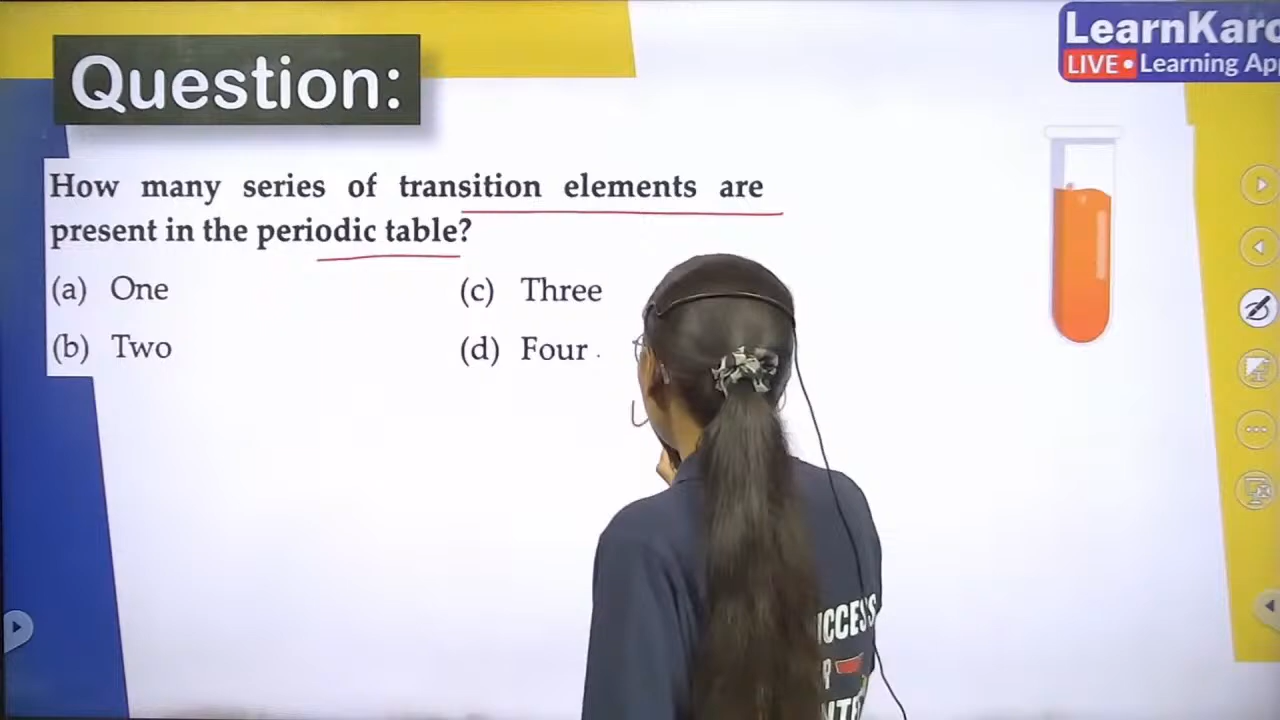 Question:
LearnKaro
LIVE • Learning App
How many series of transition elements are
present in the periodic table?
(a) One
(c) Three
(b) Two
(d) Four